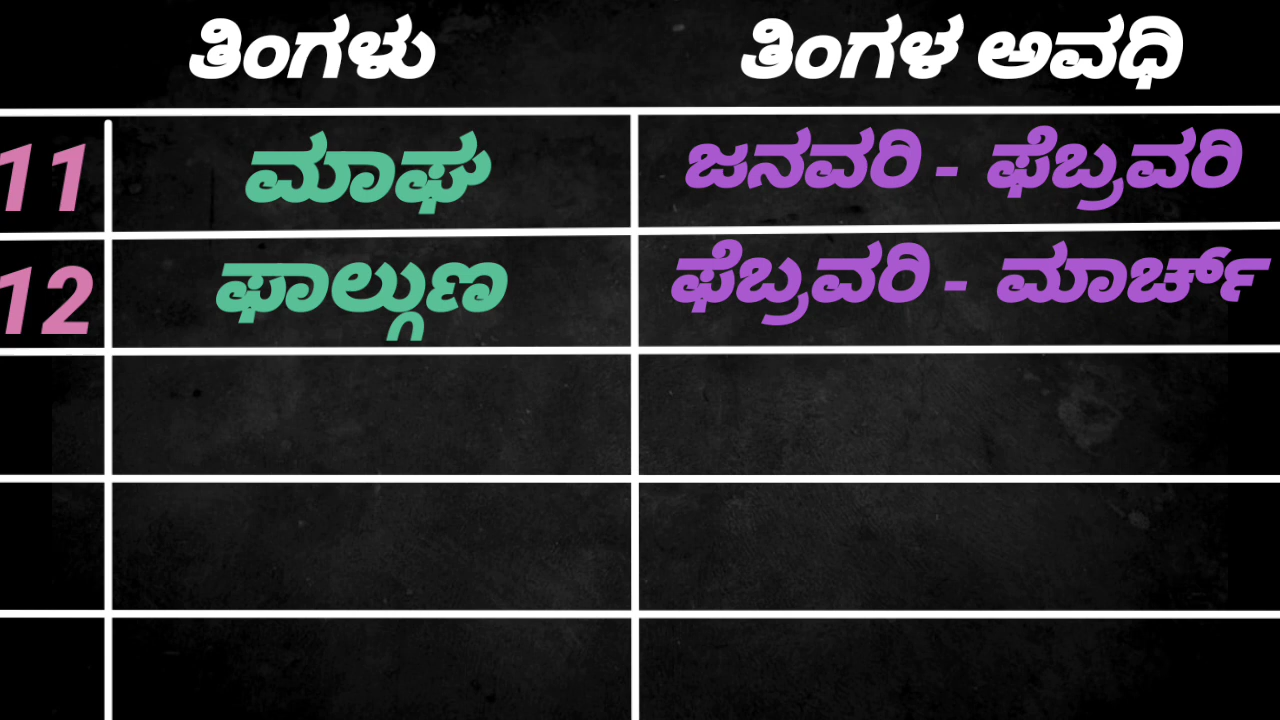 ತಿಂಗಳು ತಿಂಗಳ ಅವಧಿ
11 ಮಾಘ ಜನವರಿ - ಫೆಬ್ರವರಿ
12 ಫಾಲ್ಗುಣ ಫೆಬ್ರವರಿ - ಮಾರ್ಚ್